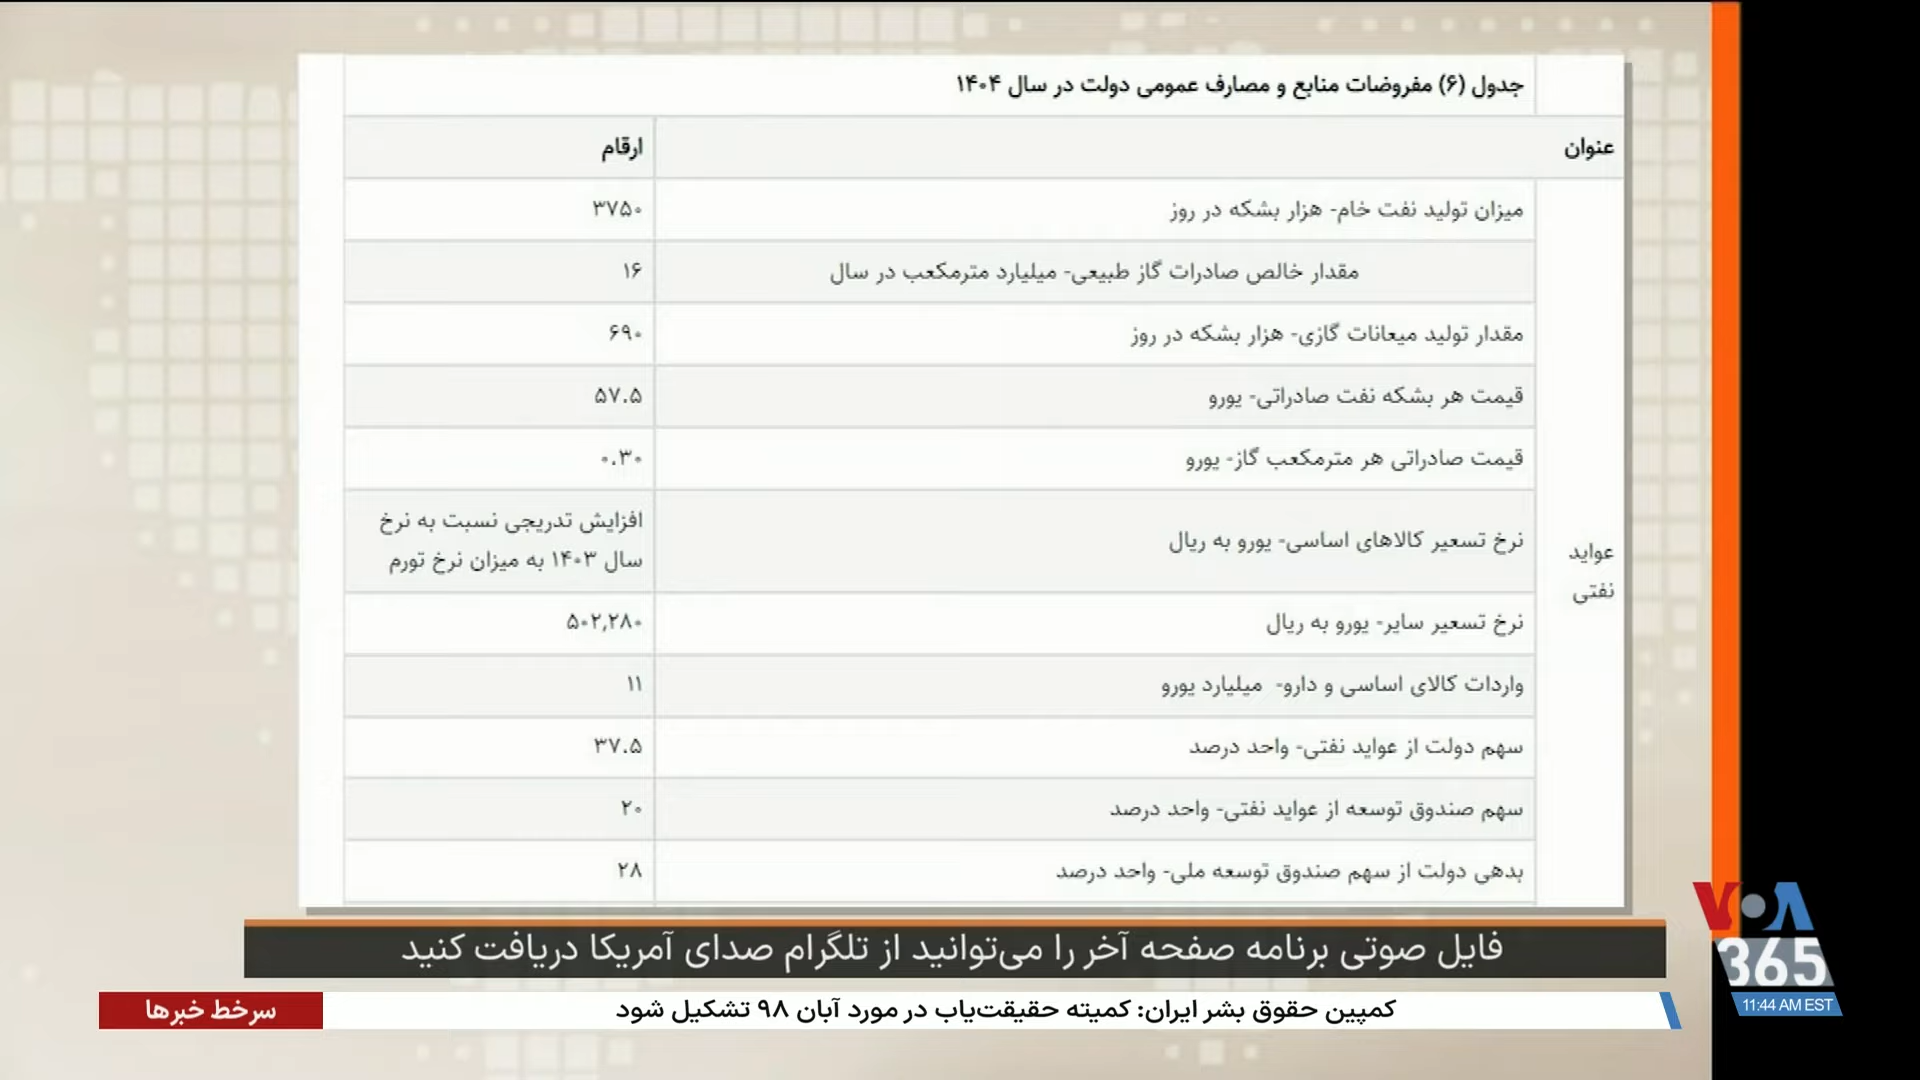 جدول (۶) مفروضات منابع و مصارف عمومی دولت در سال ۱۴۰۴
عنوان ارقام
میزان تولید نفت خام- هزار بشکه در روز ۳۷۵۰
مقدار خالص صادرات گاز طبیعی- میلیارد مترمکعب در سال ۱۶
مقدار تولید میعانات گازی- هزار بشکه در روز ۶۹۰
قیمت هر بشکه نفت صادراتی- یورو ۵۷.۵
قیمت صادراتی هر مترمکعب گاز- یورو ۰.۳۰
عواید
نفتی
نرخ تسعیر کالاهای اساسی- یورو به ریال افزایش تدریجی نسبت به نرخ
سال ۱۴۰۳ به میزان نرخ تورم
نرخ تسعیر سایر- یورو به ریال ۵۰۲,۲۸۰
واردات کالای اساسی و دارو- میلیارد یورو ۱۱
سهم دولت از عواید نفتی- واحد درصد ۳۷.۵
سهم صندوق توسعه از عواید نفتی- واحد درصد ۲۰
بدهی دولت از سهم صندوق توسعه ملی- واحد درصد ۲۸
فایل صوتی برنامه صفحه آخر را می‌توانید از تلگرام صدای آمریکا دریافت کنید
VOA
365
11:44 AM EST
کمپین حقوق بشر ایران: کمیته حقیقت‌یاب در مورد آبان ۹۸ تشکیل شود
سرخط خبرها